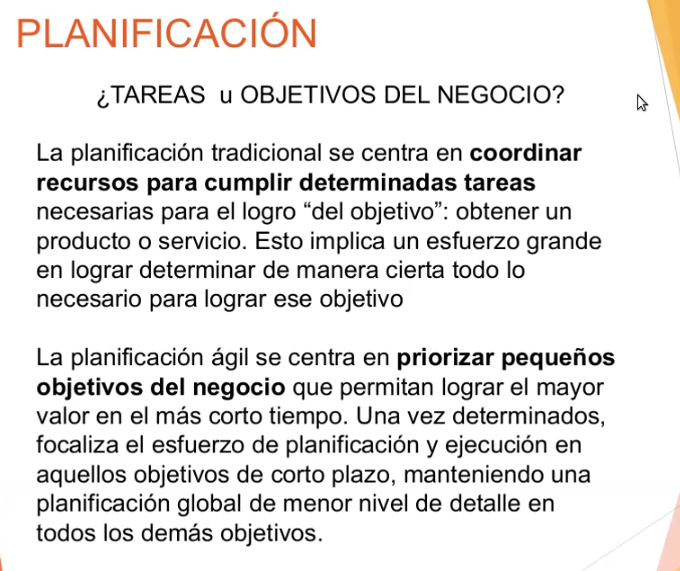 PLANIFICACIÓN
¿TAREAS u OBJETIVOS DEL NEGOCIO?
La planificación tradicional se centra en coordinar
recursos para cumplir determinadas tareas
necesarias para el logro “del objetivo”: obtener un
producto o servicio. Esto implica un esfuerzo grande
en lograr determinar de manera cierta todo lo
necesario para lograr ese objetivo
La planificación ágil se centra en priorizar pequeños
objetivos del negocio que permitan lograr el mayor
valor en el más corto tiempo. Una vez determinados,
focaliza el esfuerzo de planificación y ejecución en
aquellos objetivos de corto plazo, manteniendo una
planificación global de menor nivel de detalle en
todos los demás objetivos.